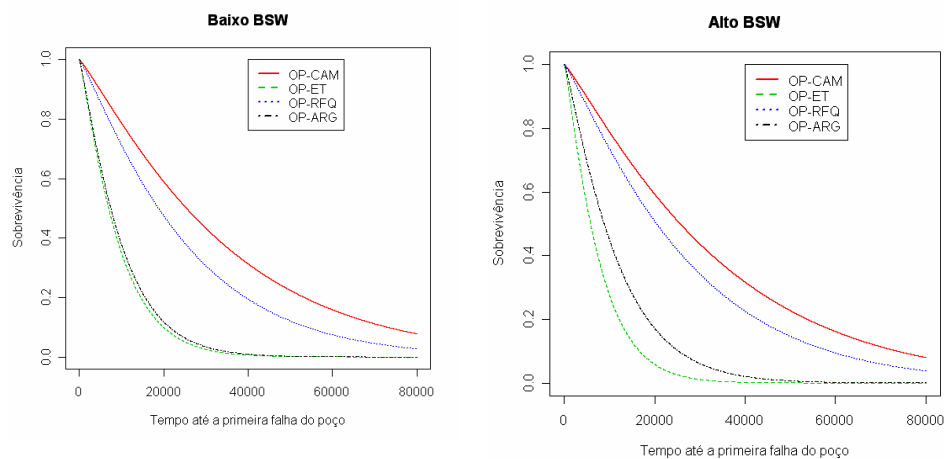 Baixo BSW
OP-CAM
OP-ET
OP-RFQ
OP-ARG
Sobrevivência
1.0
0.8
0.6
0.4
0.2
0.0
0 20000 40000 60000 80000
Tempo até a primeira falha do poço
Alto BSW
OP-CAM
OP-ET
OP-RFQ
OP-ARG
Sobrevivência
1.0
0.8
0.6
0.4
0.2
0.0
0 20000 40000 60000 80000
Tempo até a primeira falha do poço